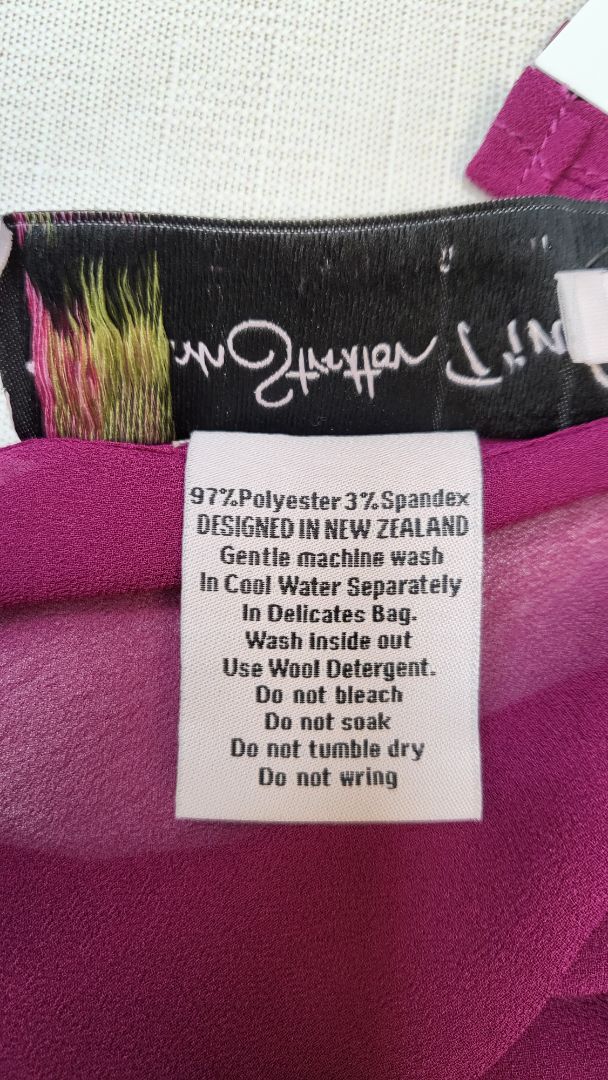 97%Polyester 3%Spandex
DESIGNED IN NEW ZEALAND
Gentle machine wash
In Cool Water Separately
In Delicates Bag.
Wash inside out
Use Wool Detergent.
Do not bleach
Do not soak
Do not tumble dry
Do not wring